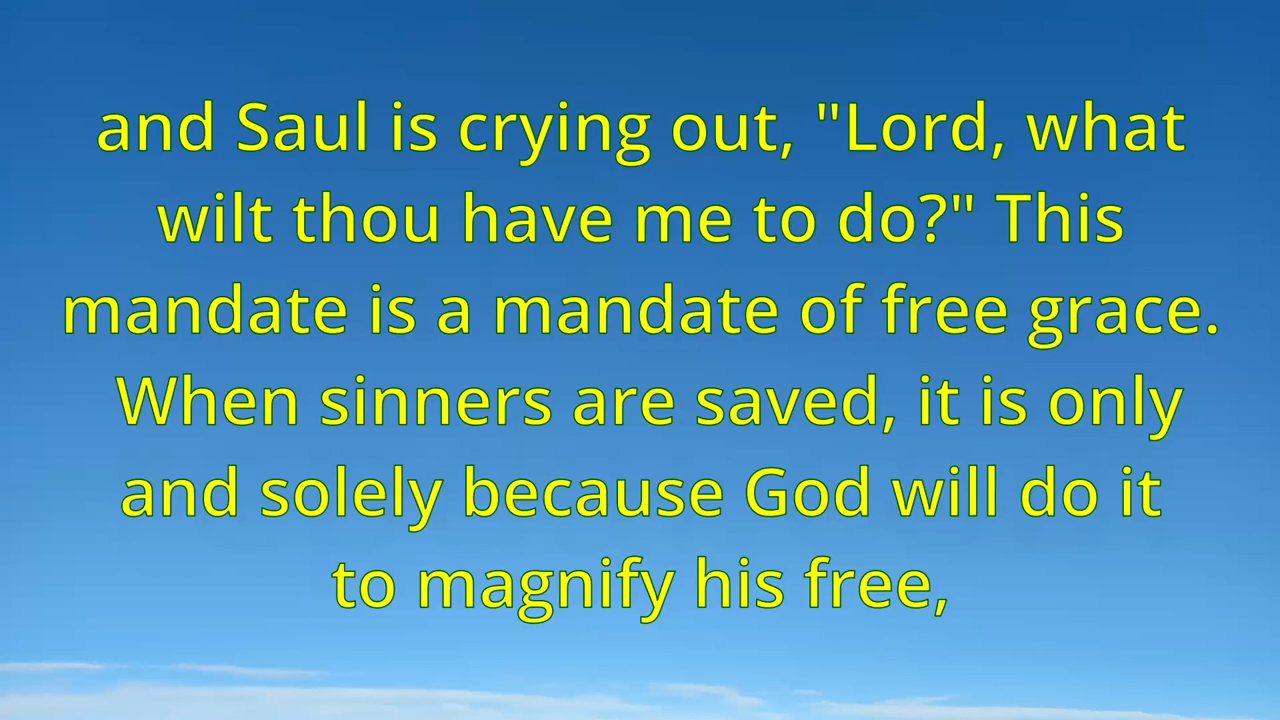 and Saul is crying out, "Lord, what
wilt thou have me to do?" This
mandate is a mandate of free grace.
When sinners are saved, it is only
and solely because God will do it
to magnify his free,